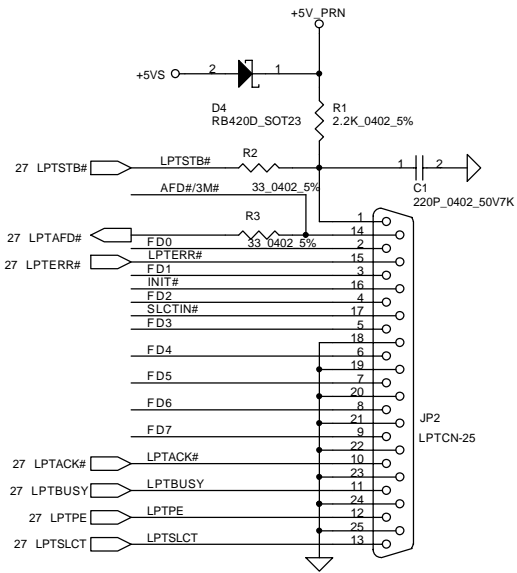 +5V_PRN
+5VS 2 1
D4
RB420D_SOT23
R1
2.2K_0402_5%
27 LPTSTB# LPTSTB# R2 1 2
33_0402_5% C1
220P_0402_50V7K
AFD#/3M#
1
R3 14
27 LPTAFD# 33_0402_5%
FD0 2
27 LPTERR# LPTERR# 15
FD1 3
INIT# 16
FD2 4
SLCTIN# 17
FD3 5
18
FD4 6
19
FD5 7
20
FD6 8
21
JP2
LPTCN-25
FD7 9
22
27 LPTACK# LPTACK# 10
23
27 LPTBUSY LPTBUSY 11
24
27 LPTPE LPTPE 12
25
27 LPTSLCT LPTSLCT 13